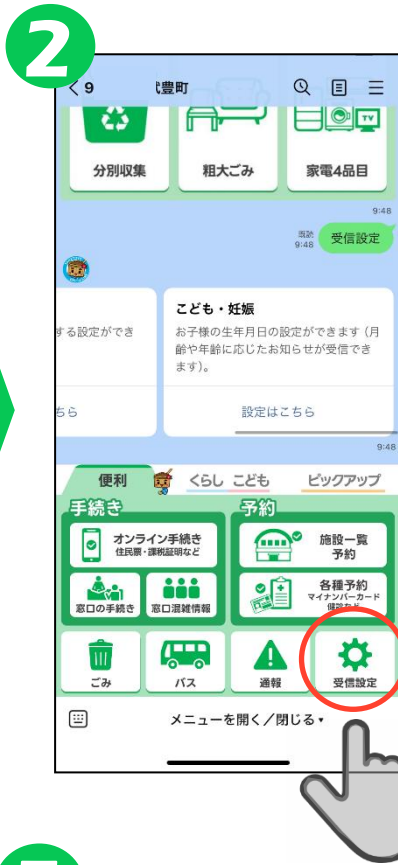 2
9
武豊町
分別収集
粗大ごみ
TV
家電4品目
9:48
既読
9:48
受信設定
こども・妊娠
する設定ができ
お子様の生年月日の設定ができます（月
齢や年齢に応じたお知らせが受信でき
ます）。
ちら
設定はこちら
9:48
便利
くらし
こども
ピックアップ
手続き
予約
オンライン手続き
住民票・課税証明など
施設一覧
予約
窓口の手続き
窓口混雑情報
各種予約
マイナンバーカード
健診など
ごみ
バス
通報
受信設定
メニューを開く／閉じる▾